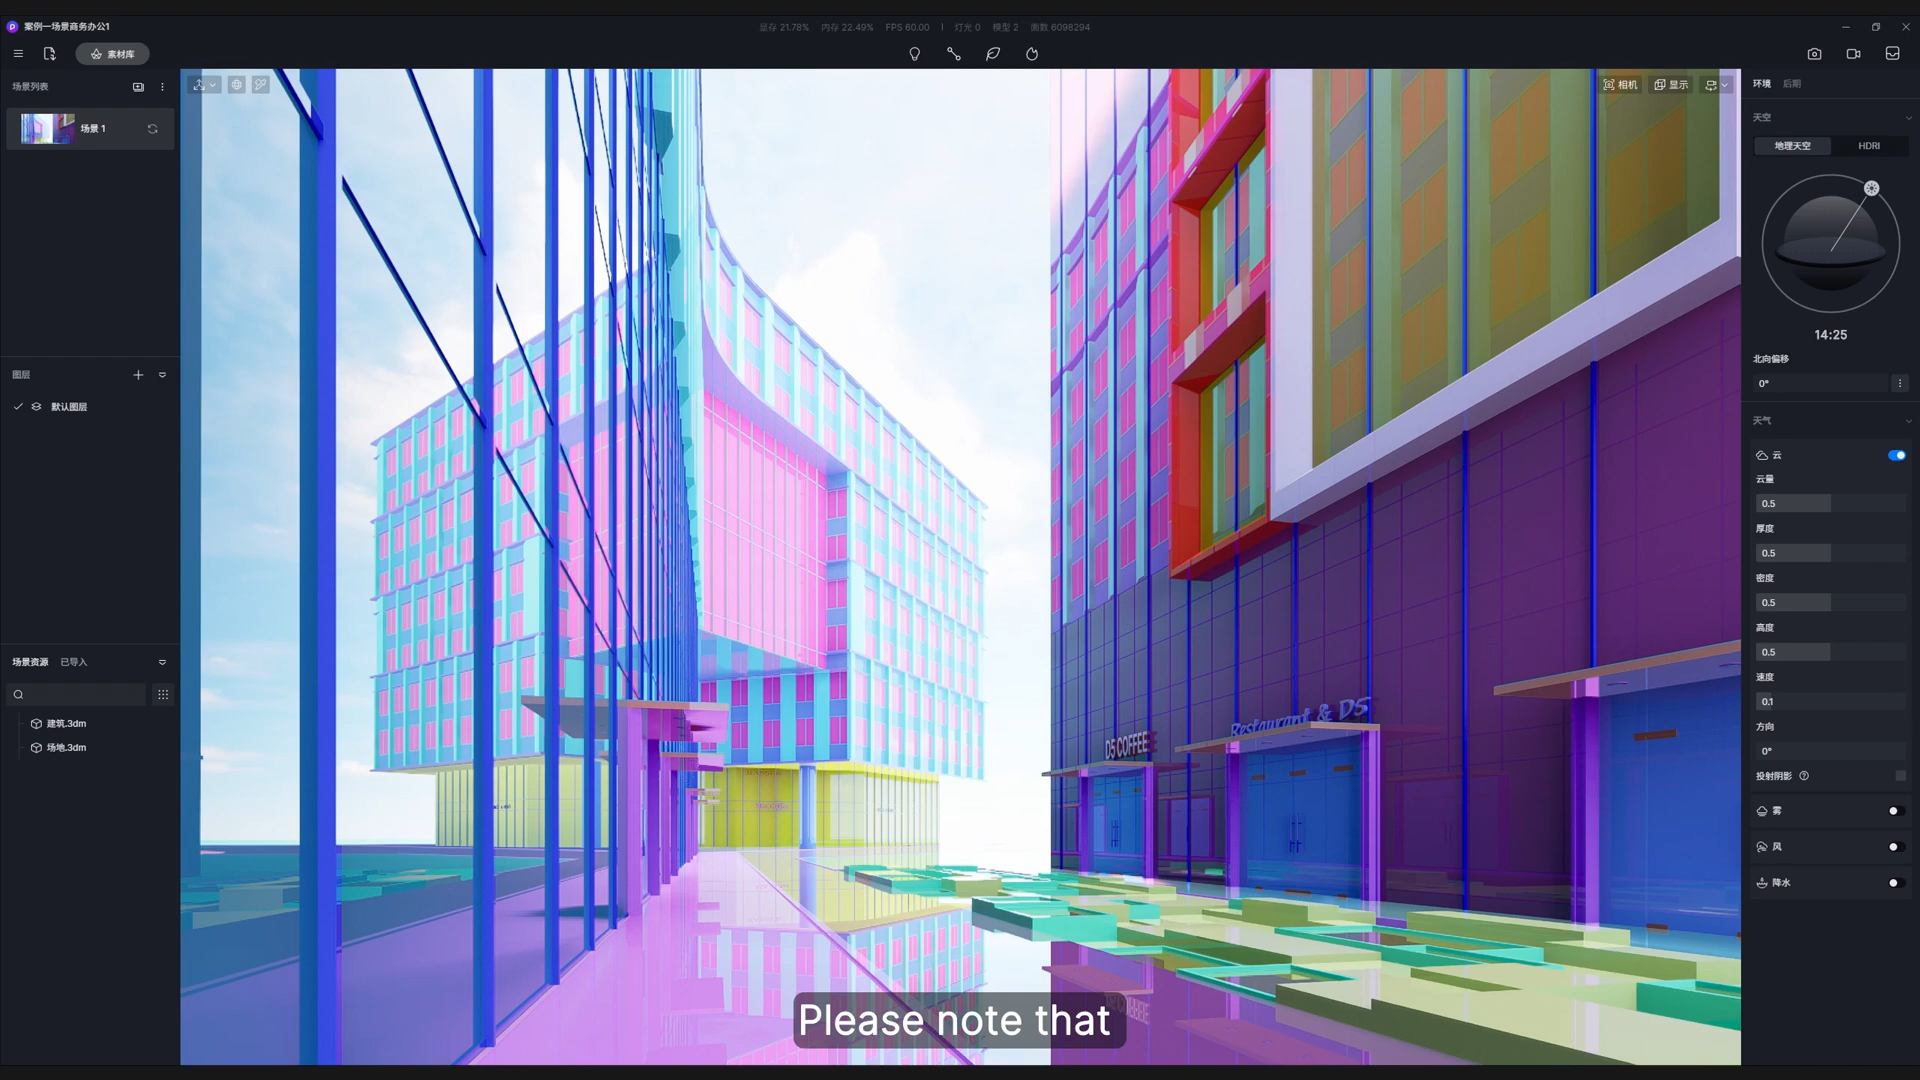 案例一场景商务办公1
显存 21.78% 内存 22.49% FPS 60.00 | 灯光 0 模型 2 面数 6098294
素材库
场景列表
场景 1
图层
默认图层
场景资源 已导入
建筑.3dm
场地.3dm
相机 显示
D5 COFFEE
Restaurant & D5
Please note that
环境 后期
天空
地理天空 HDRI
14:25
北向偏移
0°
天气
云
云量
0.5
厚度
0.5
密度
0.5
高度
0.5
速度
0.1
方向
0°
投射阴影
雾
风
降水